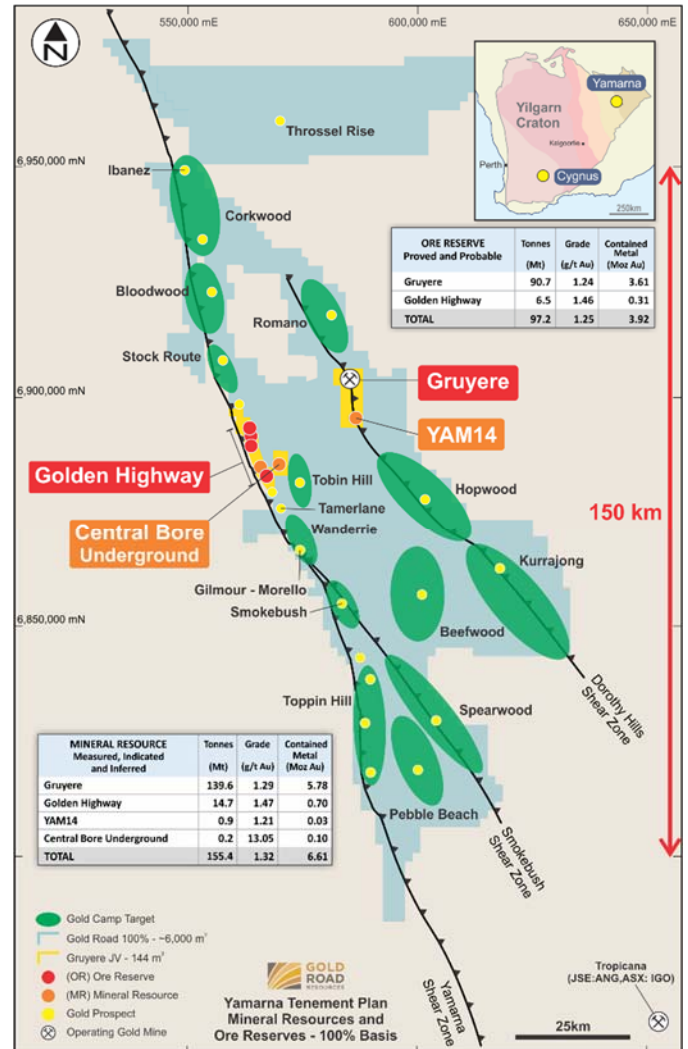 550,000 mE
600,000 mE
650,000 mE
N
Throssel Rise
Yamarna
Yilgarn
Craton
Kalgoorlie
Perth
Cygnus
250km
6,950,000 mN
Ibanez
Corkwood
ORE RESERVE
Proved and Probable
Tonnes
(Mt)
Grade
(g/t Au)
Contained
Metal
(Moz Au)
Gruyere 90.7 1.24 3.61
Golden Highway 6.5 1.46 0.31
TOTAL 97.2 1.25 3.92
Bloodwood
Romano
Stock Route
6,900,000 mN
Gruyere
YAM14
Golden Highway
Tobin Hill
Hopwood
150 km
Central Bore
Underground
Tamerlane
Wanderrie
Kurrajong
Gilmour - Morello
Smokebush
6,850,000 mN
Beefwood
Dorothy Hills
Shear Zone
Toppin Hill
Spearwood
MINERAL RESOURCE
Measured, Indicated
and Inferred
Tonnes
(Mt)
Grade
(g/t Au)
Contained
Metal
(Moz Au)
Gruyere 139.6 1.29 5.78
Golden Highway 14.7 1.47 0.70
YAM14 0.9 1.21 0.03
Central Bore Underground 0.2 13.05 0.10
TOTAL 155.4 1.32 6.61
Pebble Beach
Smokebush
Shear Zone
Gold Camp Target
Gold Road 100% - ~6,000 m²
Gruyere JV - 144 m²
(OR) Ore Reserve
(MR) Mineral Resource
Gold Prospect
Operating Gold Mine
GOLD
ROAD
RESOURCES
Yamarna Tenement Plan
Mineral Resources and
Ore Reserves - 100% Basis
Yamarna
Shear Zone
Tropicana
(JSE:ANG,ASX: IGO)
25km